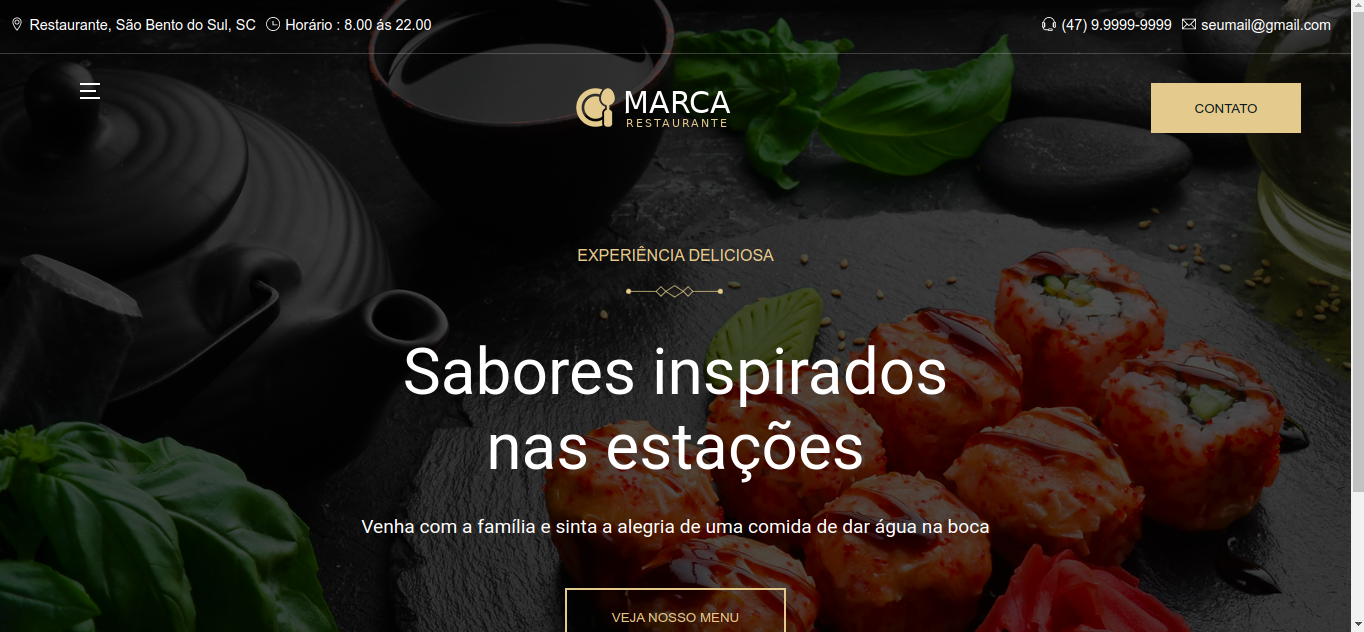 Restaurante, São Bento do Sul, SC
Horário : 8.00 ás 22.00
(47) 9.9999-9999
seumail@gmail.com
MARCA
RESTAURANTE
CONTATO
EXPERIÊNCIA DELICIOSA
Sabores inspirados
nas estações
Venha com a família e sinta a alegria de uma comida de dar água na boca
VEJA NOSSO MENU